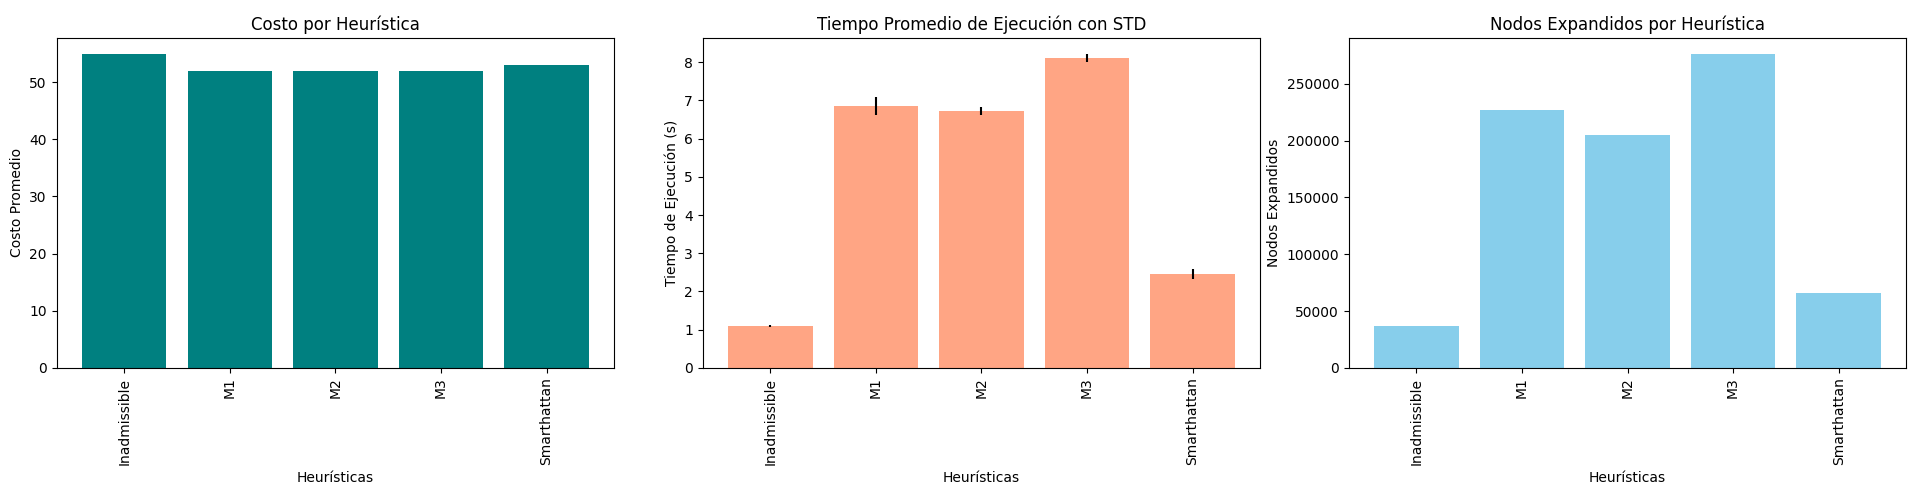 Costo por Heurística
Costo Promedio
50
40
30
20
10
0
Inadmissible
M1
M2
M3
Smarthattan
Heurísticas
Tiempo Promedio de Ejecución con STD
Tiempo de Ejecución (s)
8
7
6
5
4
3
2
1
0
Inadmissible
M1
M2
M3
Smarthattan
Heurísticas
Nodos Expandidos por Heurística
Nodos Expandidos
250000
200000
150000
100000
50000
0
Inadmissible
M1
M2
M3
Smarthattan
Heurísticas